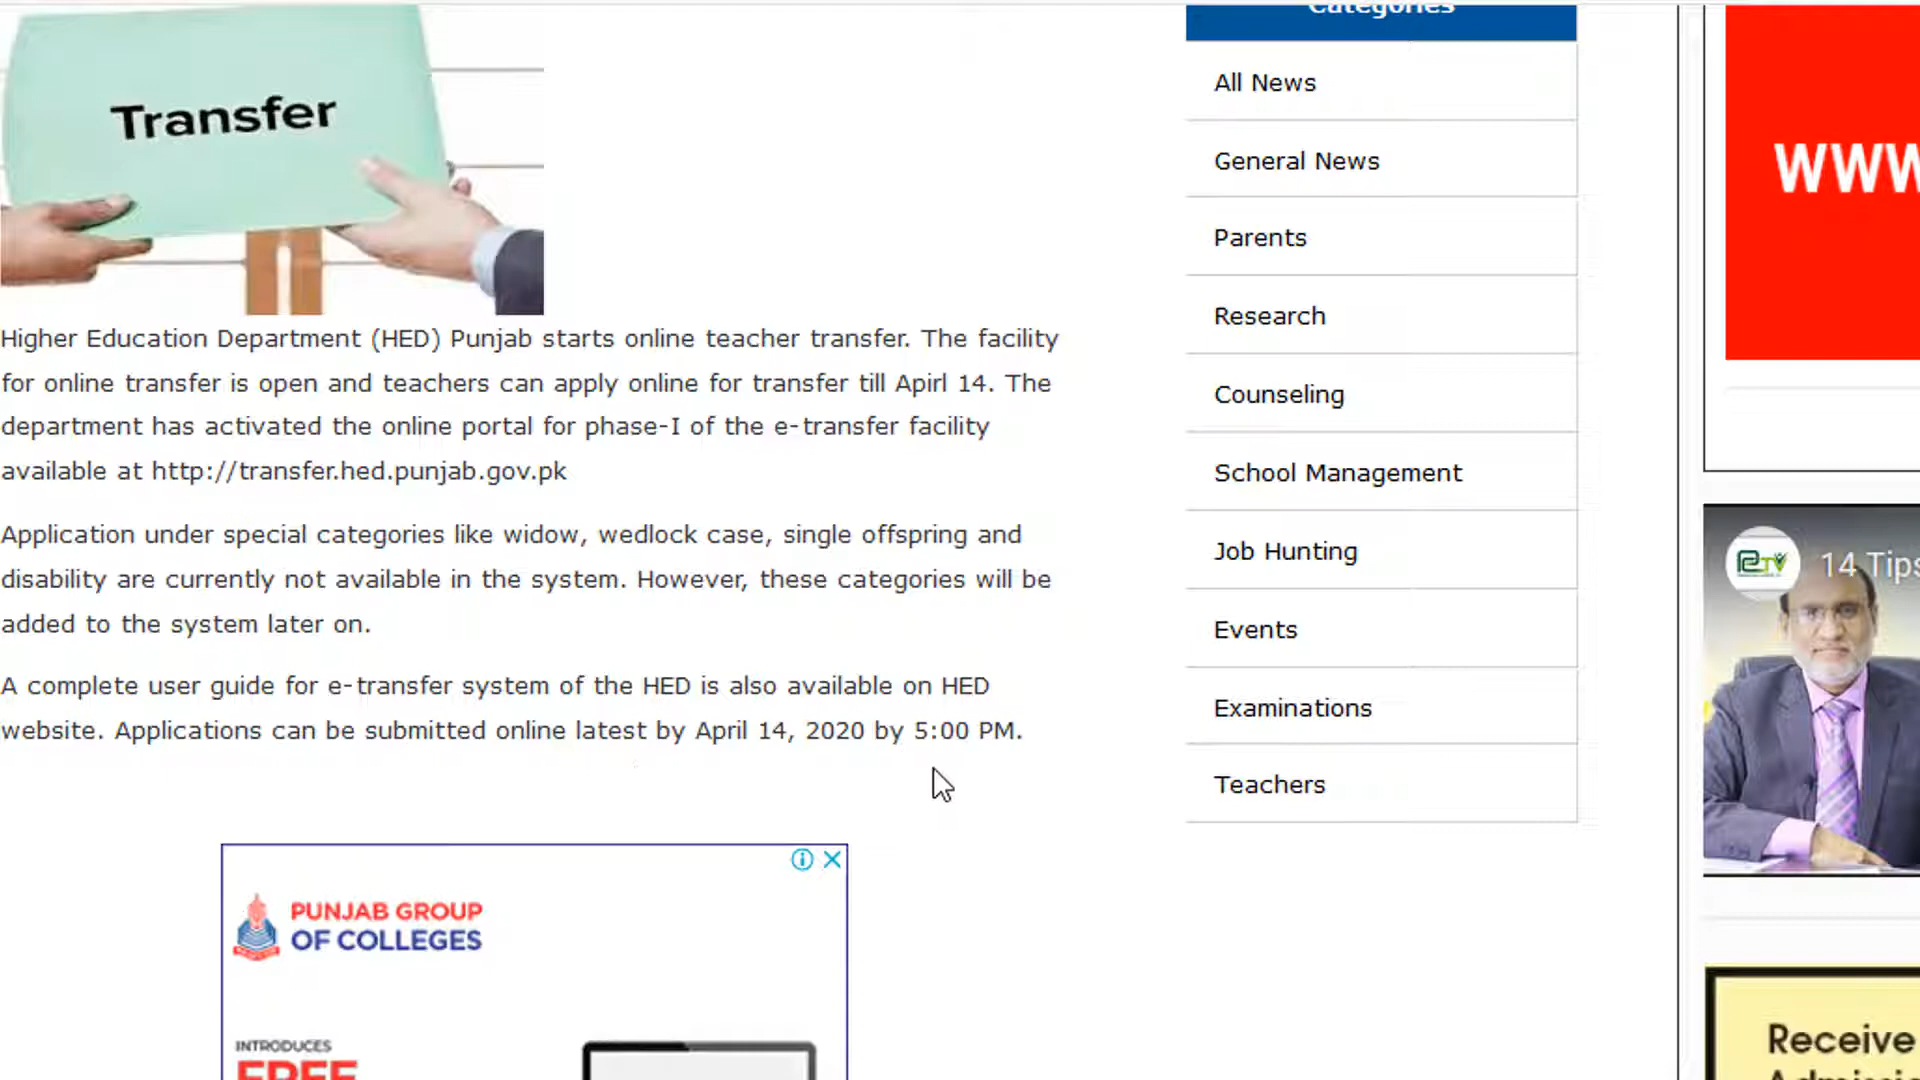 Categories
Transfer
All News
General News
Parents
Research
Counseling
School Management
Job Hunting
Events
Examinations
Teachers
Higher Education Department (HED) Punjab starts online teacher transfer. The facility
for online transfer is open and teachers can apply online for transfer till Apirl 14. The
department has activated the online portal for phase-I of the e-transfer facility
available at http://transfer.hed.punjab.gov.pk
Application under special categories like widow, wedlock case, single offspring and
disability are currently not available in the system. However, these categories will be
added to the system later on.
A complete user guide for e-transfer system of the HED is also available on HED
website. Applications can be submitted online latest by April 14, 2020 by 5:00 PM.
PUNJAB GROUP
OF COLLEGES
INTRODUCES
FREE
WWW
14 Tips
Receive